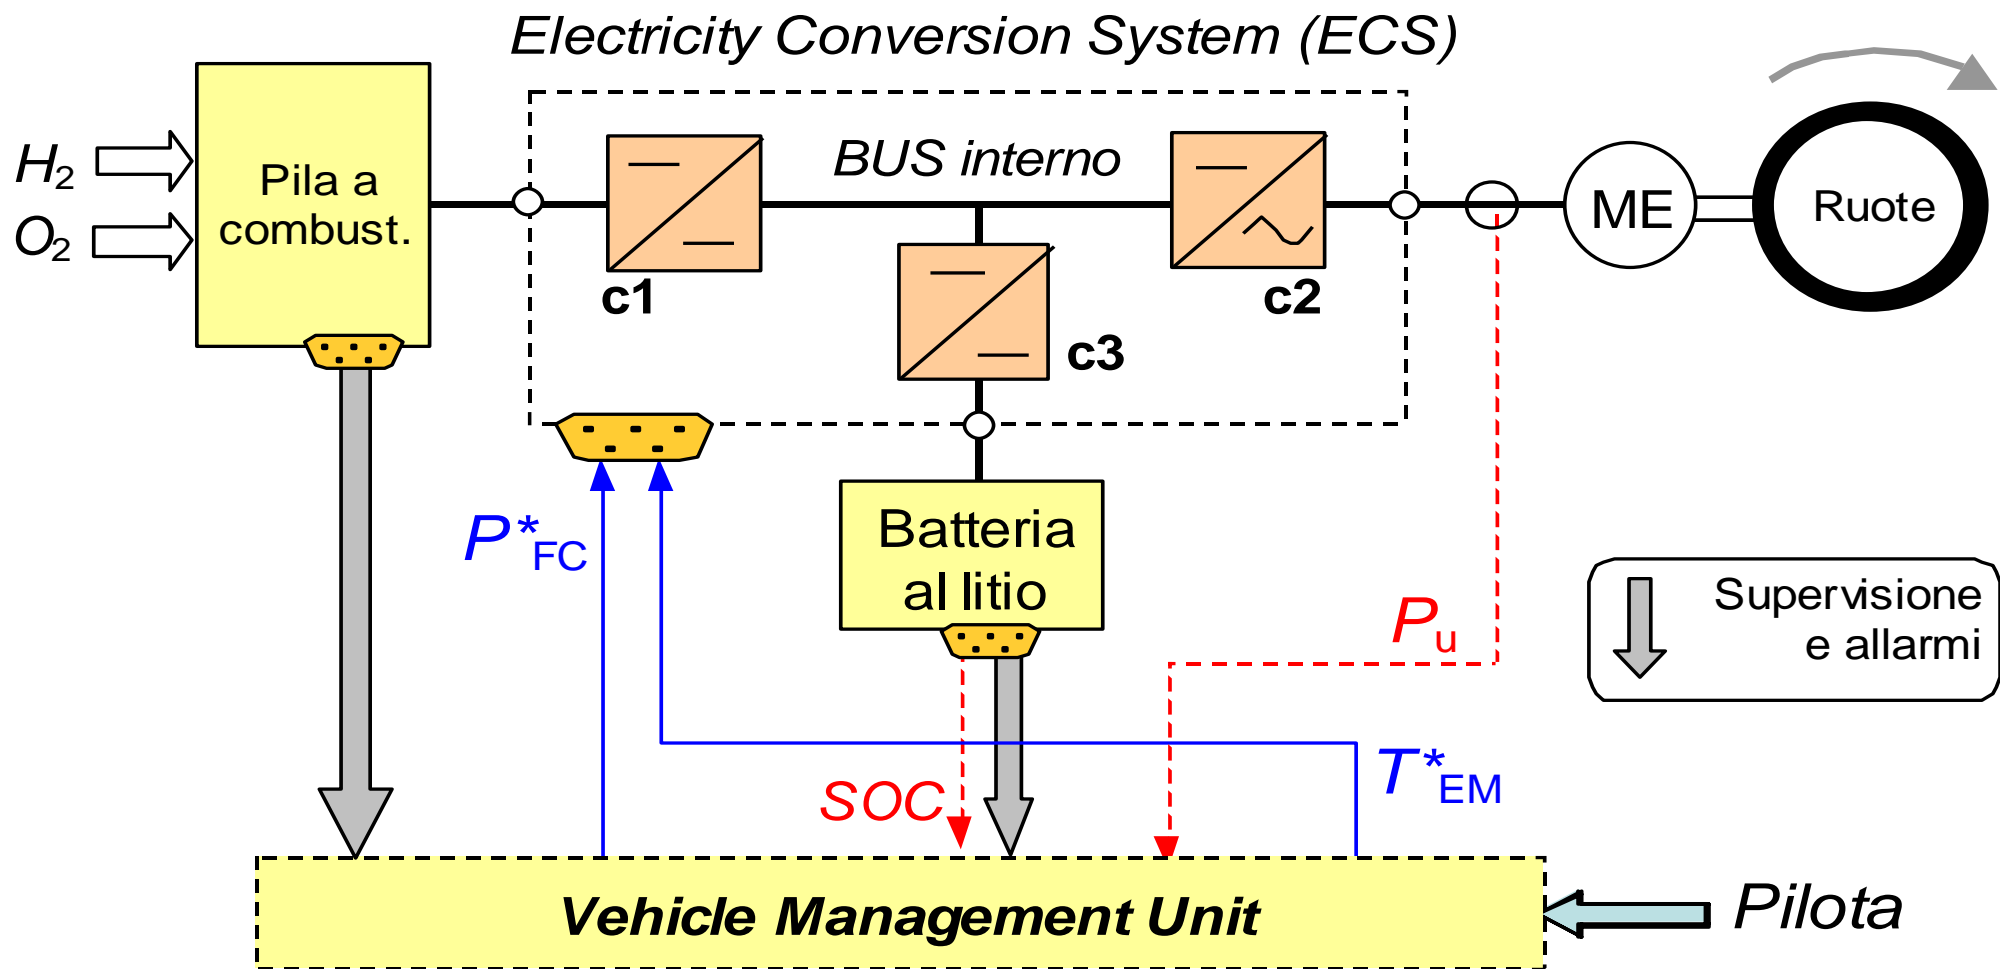 Electricity Conversion System (ECS)
H2
O2
Pila a
combust.
BUS interno
c1
c2
c3
ME
Ruote
P*FC
Batteria
al litio
Pu
Supervisione
e allarmi
SOC
T*EM
Vehicle Management Unit
Pilota